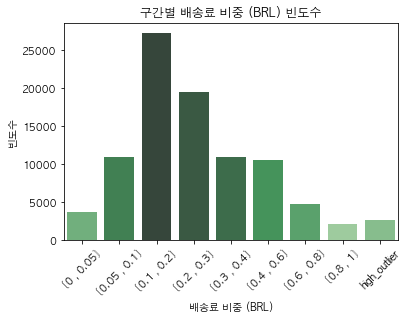 구간별 배송료 비중 (BRL) 빈도수
빈도수
25000
20000
15000
10000
5000
0
[0 , 0.05)
[0.05 , 0.1)
[0.1 , 0.2)
[0.2 , 0.3)
[0.3 , 0.4)
[0.4 , 0.6)
[0.6 , 0.8)
[0.8 , 1)
hgh_outlier
배송료 비중 (BRL)